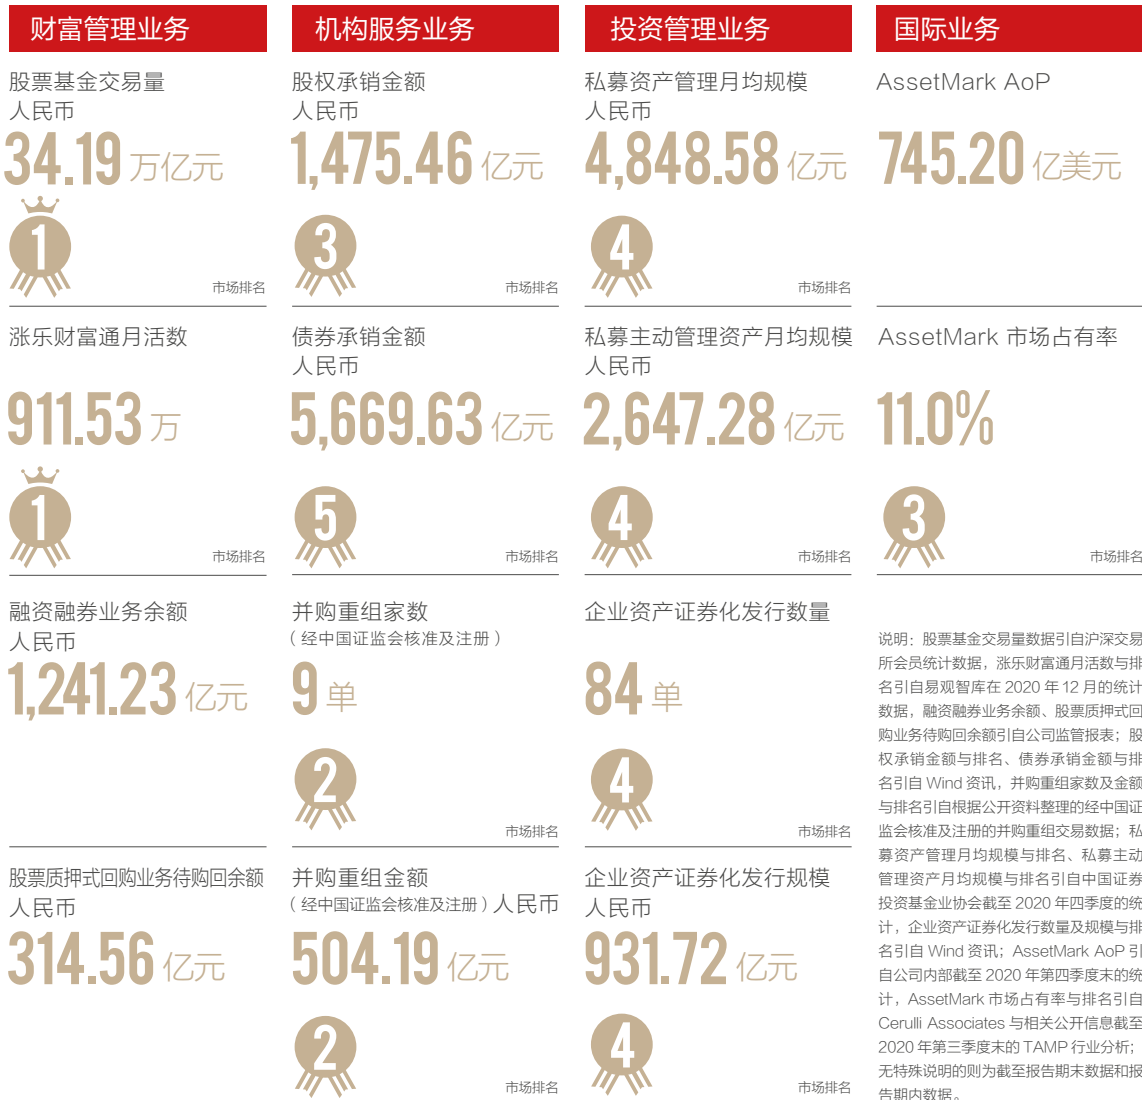 财富管理业务
股票基金交易量
人民币
34.19 万亿元
1
市场排名
涨乐财富通月活数
911.53 万
1
市场排名
融资融券业务余额
人民币
1,241.23 亿元
股票质押式回购业务待购回余额
人民币
314.56 亿元
机构服务业务
股权承销金额
人民币
1,475.46 亿元
3
市场排名
债券承销金额
人民币
5,669.63 亿元
5
市场排名
并购重组家数
（经中国证监会核准及注册）
9 单
2
市场排名
并购重组金额
（经中国证监会核准及注册）人民币
504.19 亿元
2
市场排名
投资管理业务
私募资产管理月均规模
人民币
4,848.58 亿元
4
市场排名
私募主动管理资产月均规模
人民币
2,647.28 亿元
4
市场排名
企业资产证券化发行数量
84 单
4
市场排名
企业资产证券化发行规模
人民币
931.72 亿元
4
市场排名
国际业务
AssetMark AoP
745.20 亿美元
AssetMark 市场占有率
11.0%
3
市场排名
说明：股票基金交易量数据引自沪深交易
所会员统计数据，涨乐财富通月活数与排
名引自易观智库在 2020 年 12 月的统计
数据，融资融券业务余额、股票质押式回
购业务待购回余额引自公司监管报表；股
权承销金额与排名、债券承销金额与排
名引自 Wind 资讯，并购重组家数及金额
与排名引自根据公开资料整理的经中国证
监会核准及注册的并购重组交易数据；私
募资产管理月均规模与排名、私募主动
管理资产月均规模与排名引自中国证券
投资基金业协会截至 2020 年四季度的统
计，企业资产证券化发行数量及规模与排
名引自 Wind 资讯；AssetMark AoP 引
自公司内部截至 2020 年第四季度末的统
计，AssetMark 市场占有率与排名引自
Cerulli Associates 与相关公开信息截至
2020 年第三季度末的 TAMP 行业分析；
无特殊说明的则为截至报告期末数据和报
告期内数据。